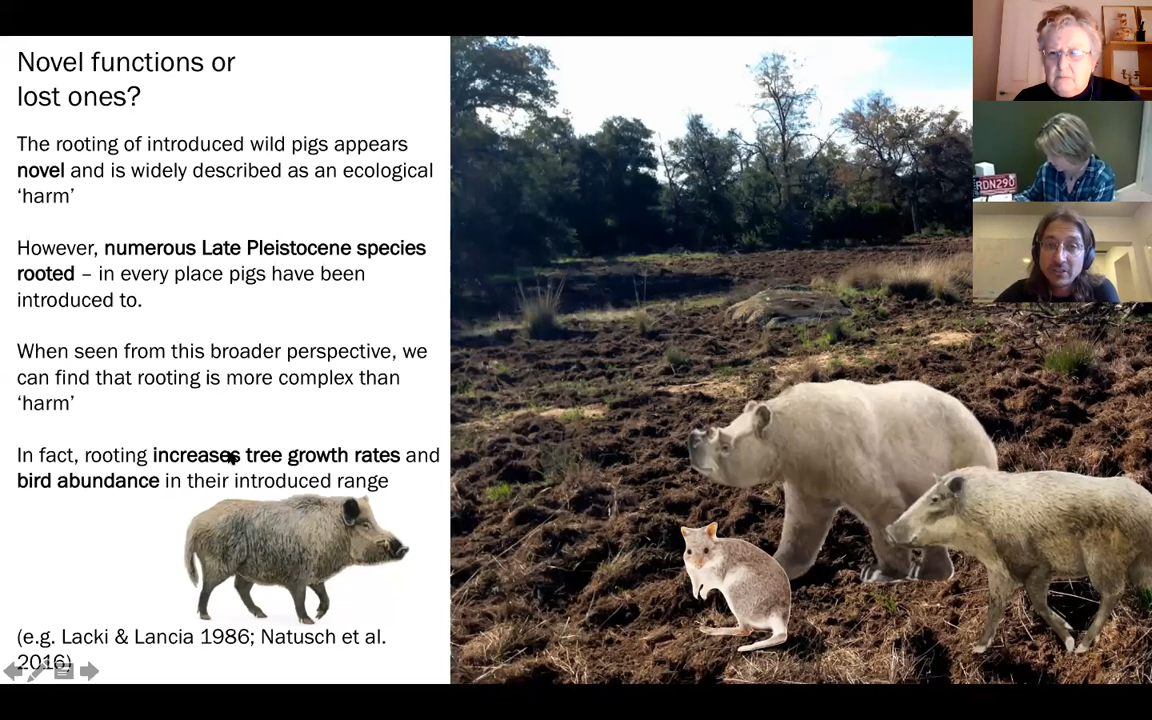 Novel functions or
lost ones?
The rooting of introduced wild pigs appears
novel and is widely described as an ecological
‘harm’
However, numerous Late Pleistocene species
rooted – in every place pigs have been
introduced to.
When seen from this broader perspective, we
can find that rooting is more complex than
‘harm’
In fact, rooting increases tree growth rates and
bird abundance in their introduced range
(e.g. Lacki & Lancia 1986; Natusch et al.
2016)
RDN290